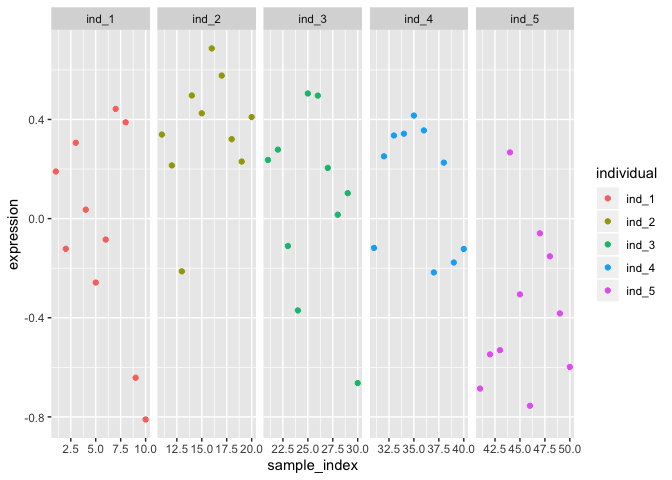 ind_1 ind_2 ind_3 ind_4 ind_5
0.4
0.0
-0.4
-0.8
expression
2.5 5.0 7.5 10.0 12.5 15.0 17.5 20.0 22.5 25.0 27.5 30.0 32.5 35.0 37.5 40.0 42.5 45.0 47.5 50.0
sample_index
individual
ind_1
ind_2
ind_3
ind_4
ind_5